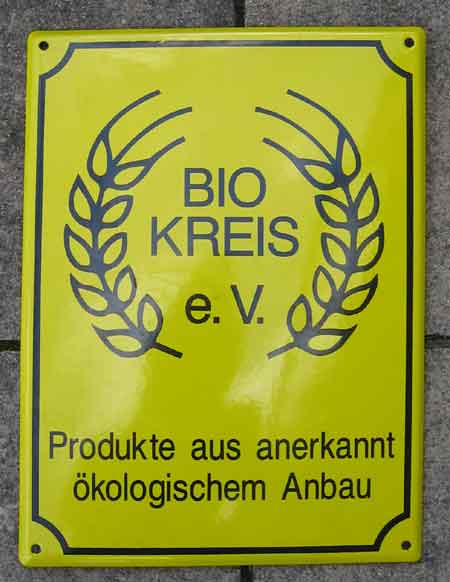 BIO
KREIS
e. V.
Produkte aus anerkannt
ökologischem Anbau